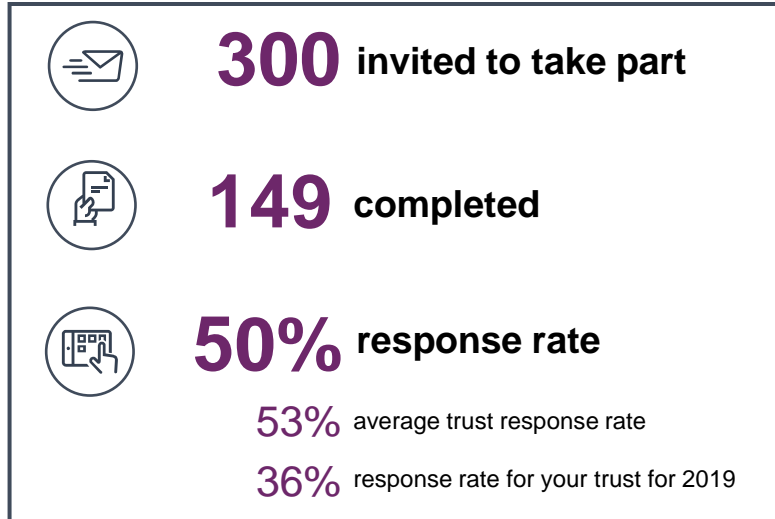 300 invited to take part
149 completed
50% response rate
53% average trust response rate
36% response rate for your trust for 2019